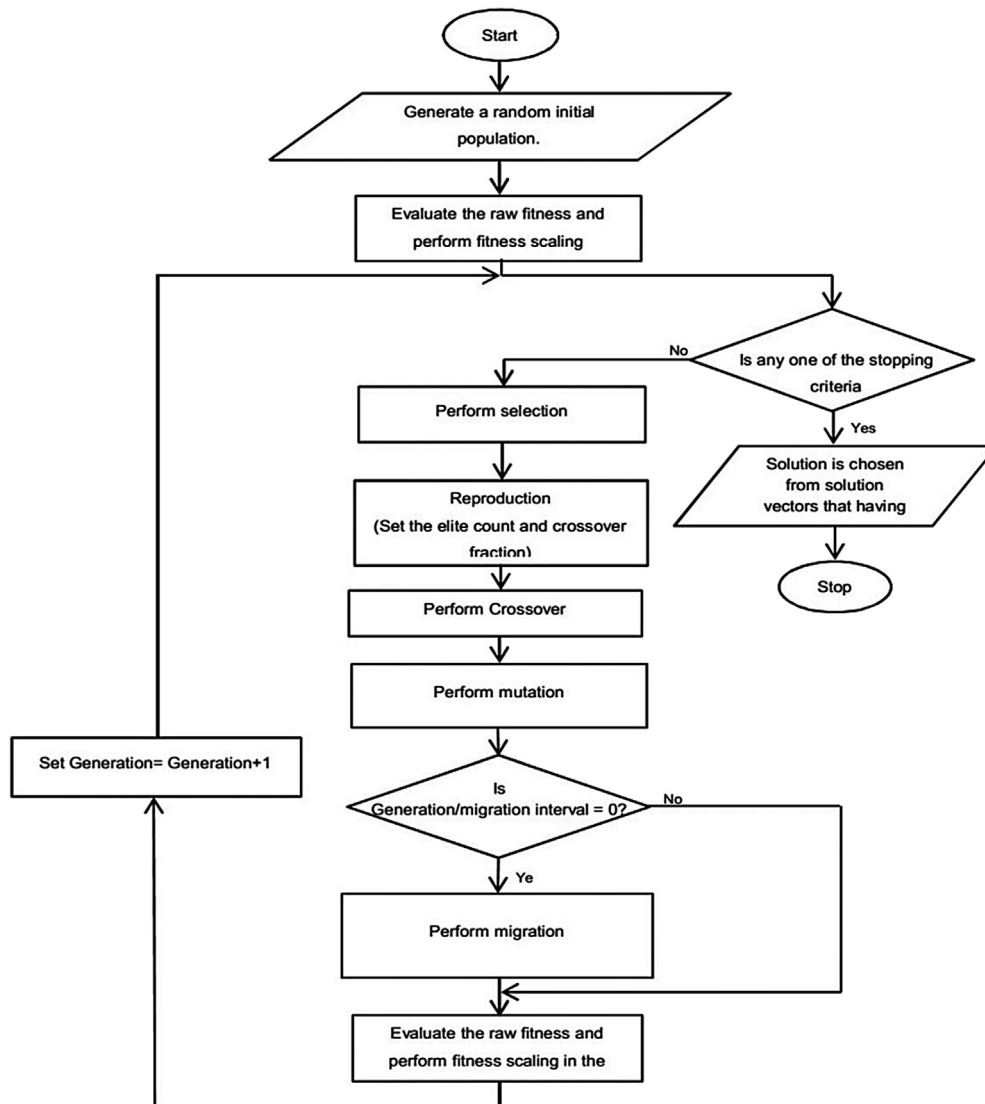 Start
Generate a random initial
population.
Evaluate the raw fitness and
perform fitness scaling
No
Is any one of the stopping
criteria
Yes
Perform selection
Solution is chosen
from solution
vectors that having
Reproduction
(Set the elite count and crossover
fraction)
Stop
Perform Crossover
Perform mutation
Set Generation= Generation+1
Is
Generation/migration interval = 0?
No
Ye
Perform migration
Evaluate the raw fitness and
perform fitness scaling in the